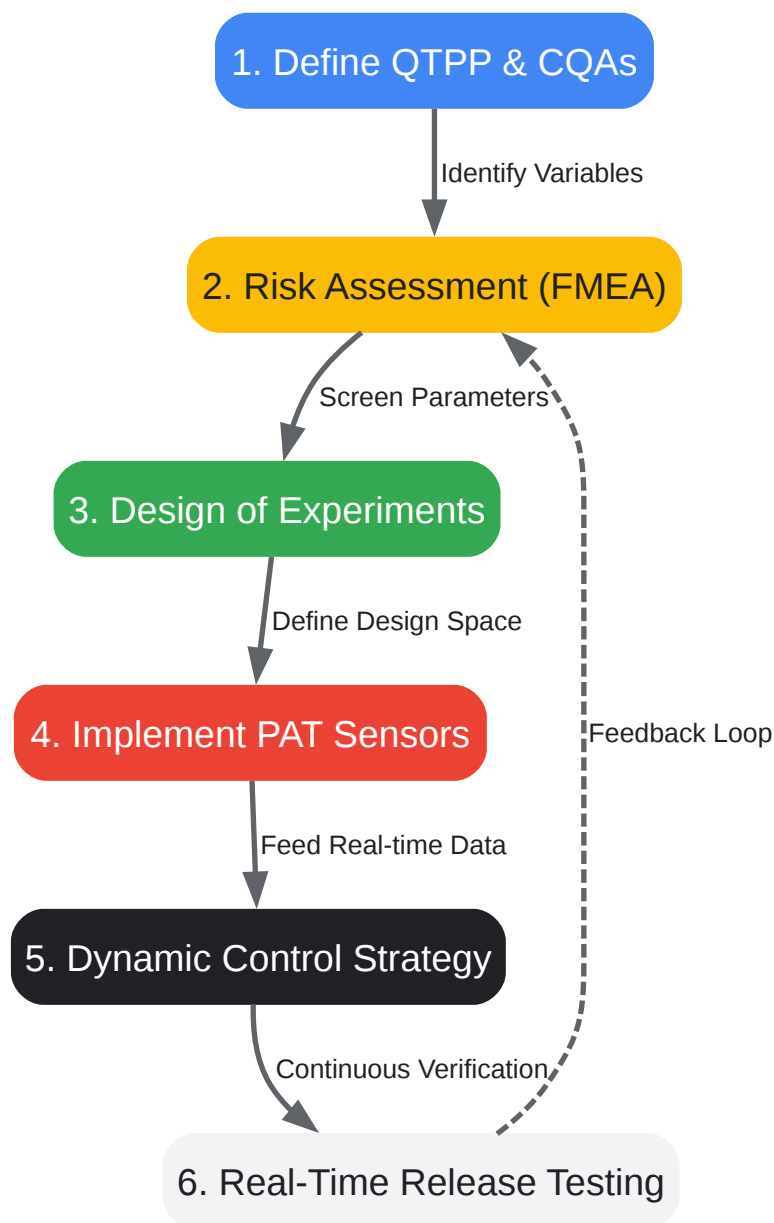 1. Define QTPP & CQAs
Identify Variables
2. Risk Assessment (FMEA)
Screen Parameters
3. Design of Experiments
Define Design Space
4. Implement PAT Sensors
Feedback Loop
Feed Real-time Data
5. Dynamic Control Strategy
Continuous Verification
6. Real-Time Release Testing